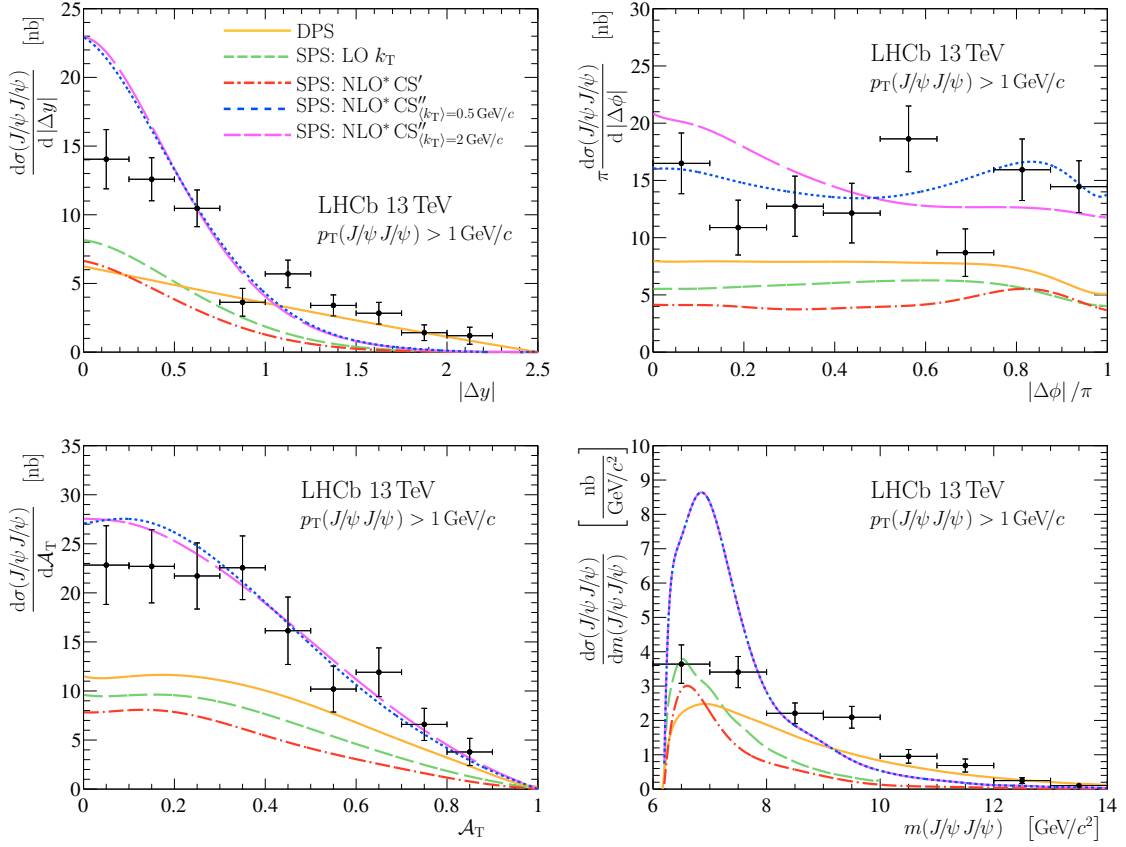 dσ(J/ψ J/ψ)
d |Δy|
[nb]
25
20
15
10
5
0
DPS
SPS: LO k_T
SPS: NLO* CS′
SPS: NLO* CS″⟨k_T⟩=0.5 GeV/c
SPS: NLO* CS″⟨k_T⟩=2 GeV/c
LHCb 13 TeV
p_T(J/ψ J/ψ) > 1 GeV/c
0 0.5 1 1.5 2 2.5
|Δy|
π dσ(J/ψ J/ψ)
d |Δϕ|
[nb]
30
25
20
15
10
5
0
LHCb 13 TeV
p_T(J/ψ J/ψ) > 1 GeV/c
0 0.2 0.4 0.6 0.8 1
|Δϕ| /π
dσ(J/ψ J/ψ)
dA_T
[nb]
35
30
25
20
15
10
5
0
LHCb 13 TeV
p_T(J/ψ J/ψ) > 1 GeV/c
0 0.2 0.4 0.6 0.8 1
A_T
dσ(J/ψ J/ψ)
dm(J/ψ J/ψ)
[nb
GeV/c²]
10
9
8
7
6
5
4
3
2
1
0
LHCb 13 TeV
p_T(J/ψ J/ψ) > 1 GeV/c
6 8 10 12 14
m(J/ψ J/ψ) [GeV/c²]